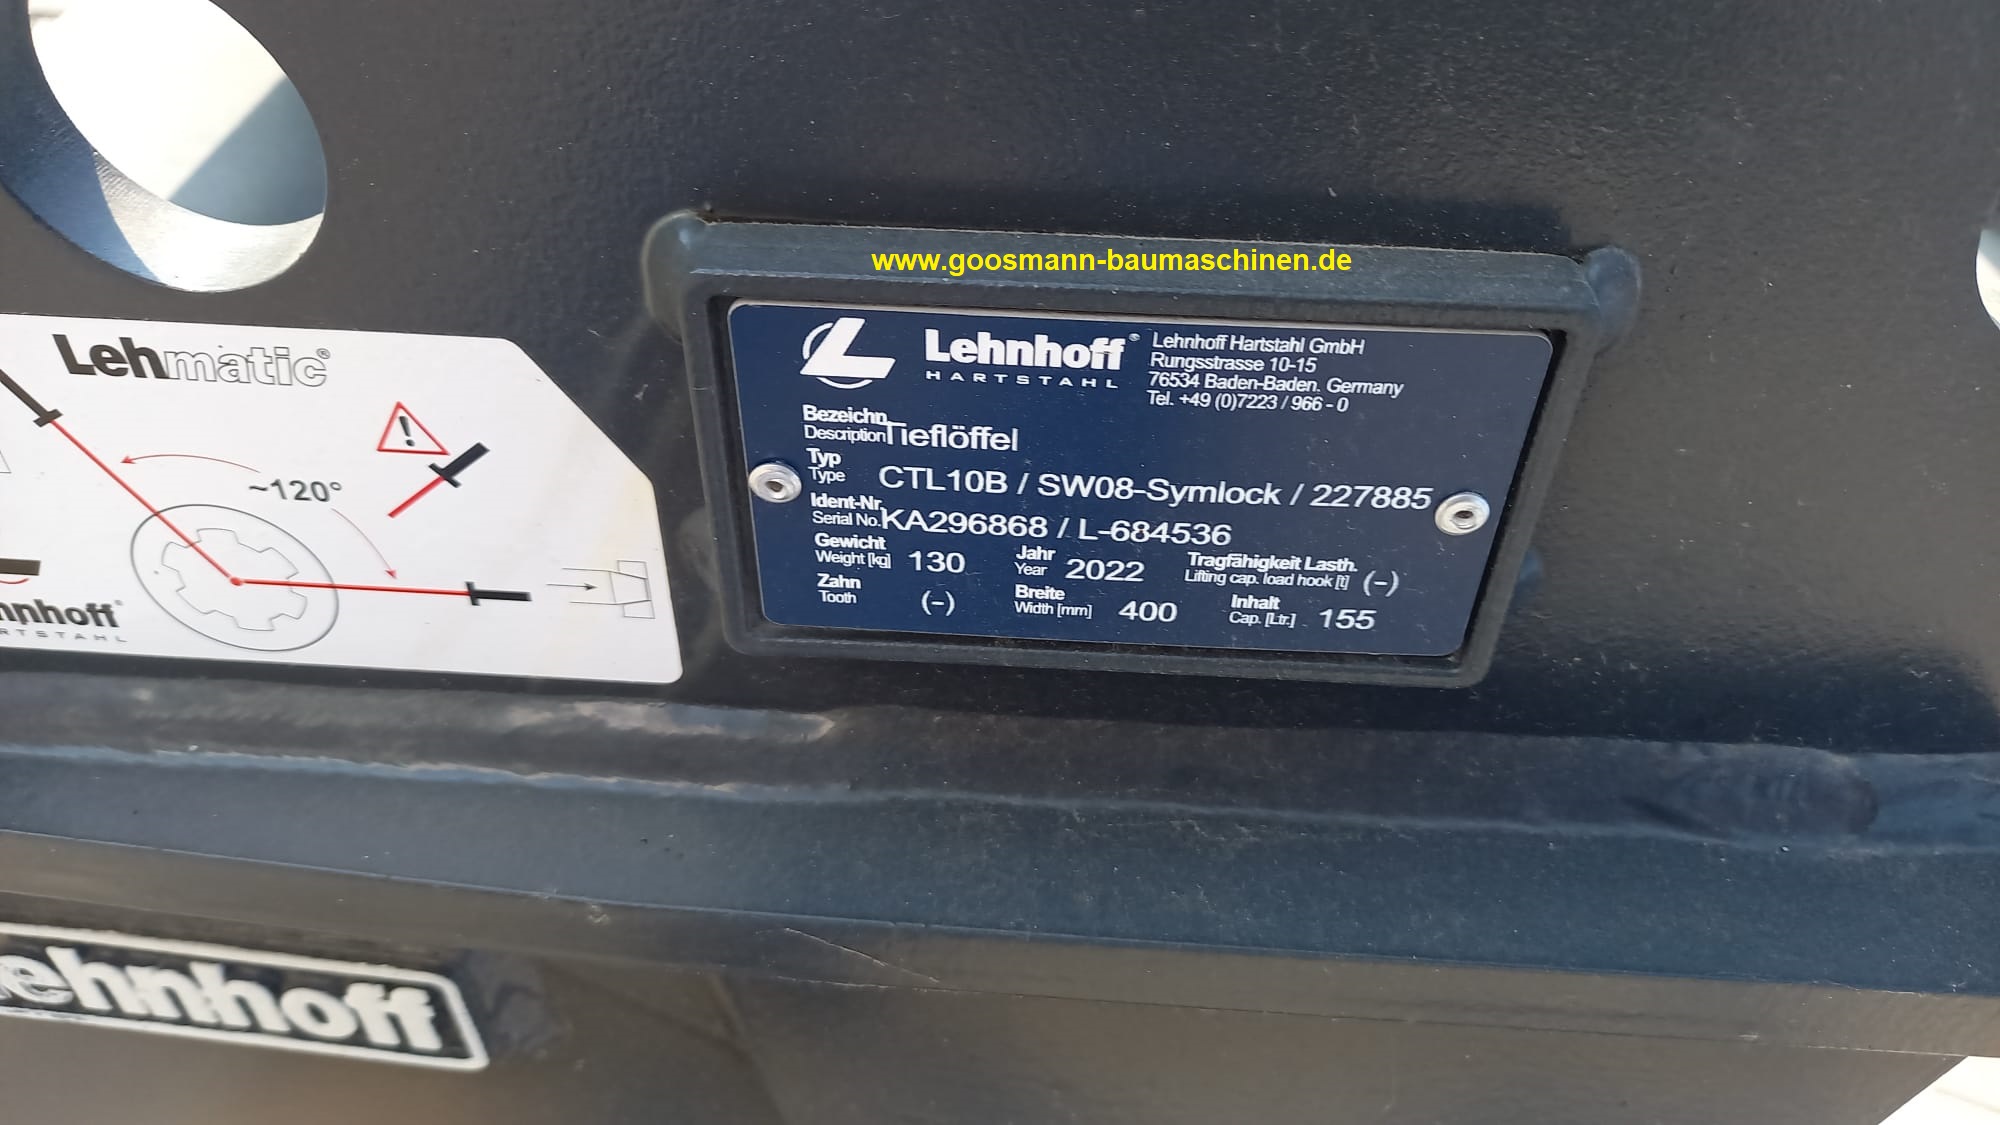 www.goosmann-baumaschinen.de
Lehmatic®
~120°
Lehnhoff®
HARTSTAHL
Lehnhoff Hartstahl GmbH
Rungsstrasse 10-15
76534 Baden-Baden. Germany
Tel. +49 (0)7223 / 966 - 0
Bezeichn.
Description Tieflöffel
Typ
Type CTL10B / SW08-Symlock / 227885
Ident-Nr.
Serial No. KA296868 / L-684536
Gewicht Jahr Tragfähigkeit Lasth.
Weight [kg] 130 Year 2022 Lifting cap. load hook [t] (-)
Zahn Breite Inhalt
Tooth (-) Width [mm] 400 Cap. [Ltr.] 155
nhoff®
RTSTAHL
ehnhoff